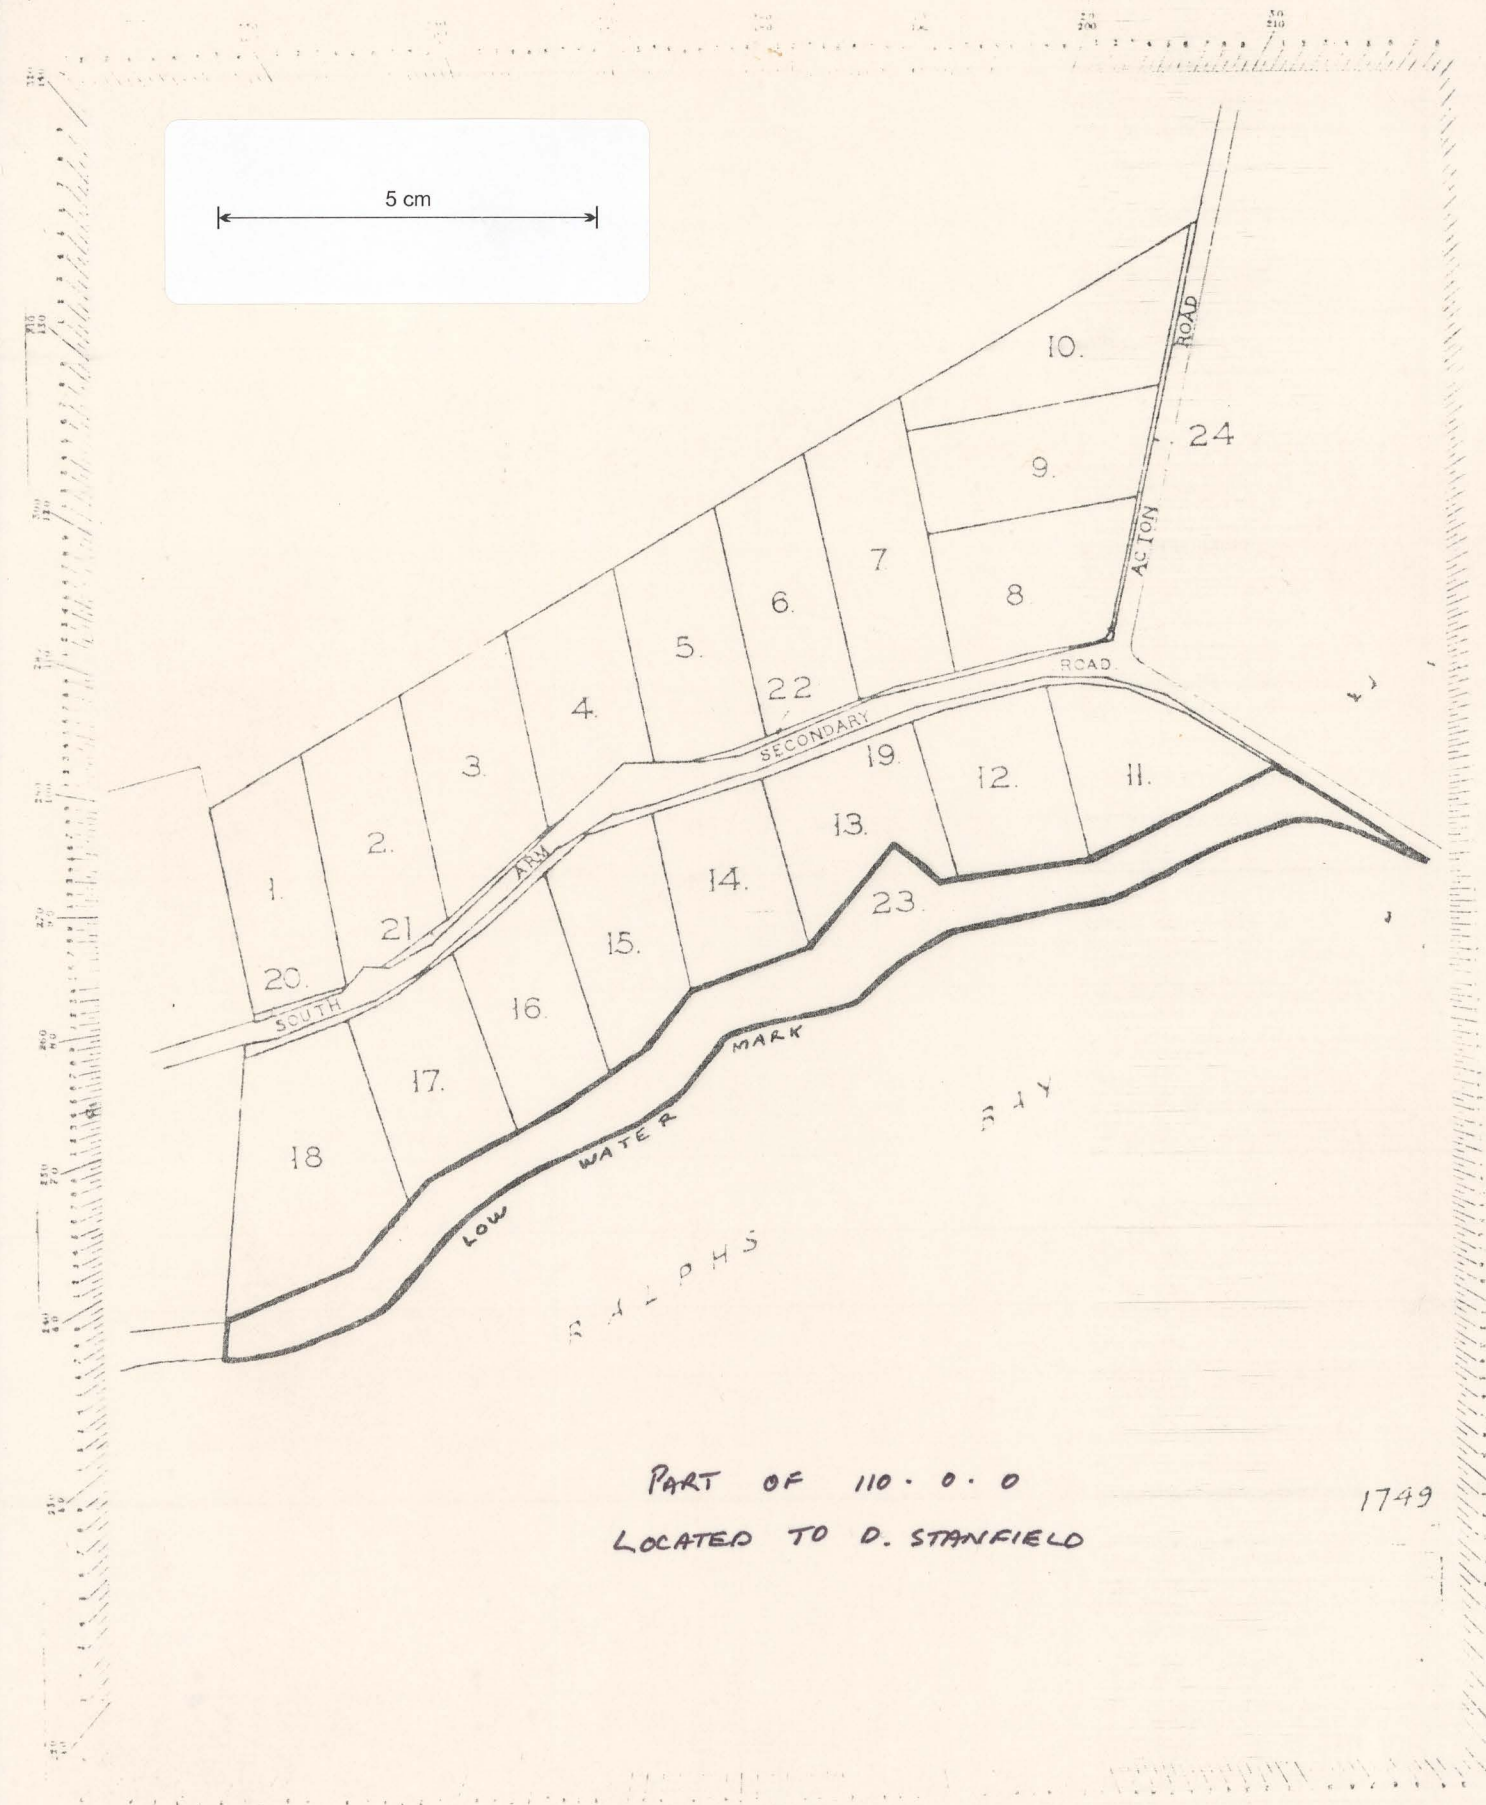 5 cm
10.
ROAD
24
9.
ACTION
7.
8
6.
5.
22
ROAD
4.
SECONDARY
19.
3.
12.
11.
13.
2.
ARM
1.
14.
23.
21
15.
20.
SOUTH
16.
MARK
17.
BAY
WATER
18
LOW
RALPHS
PART OF 110. 0. 0
LOCATED TO D. STANFIELD
1749